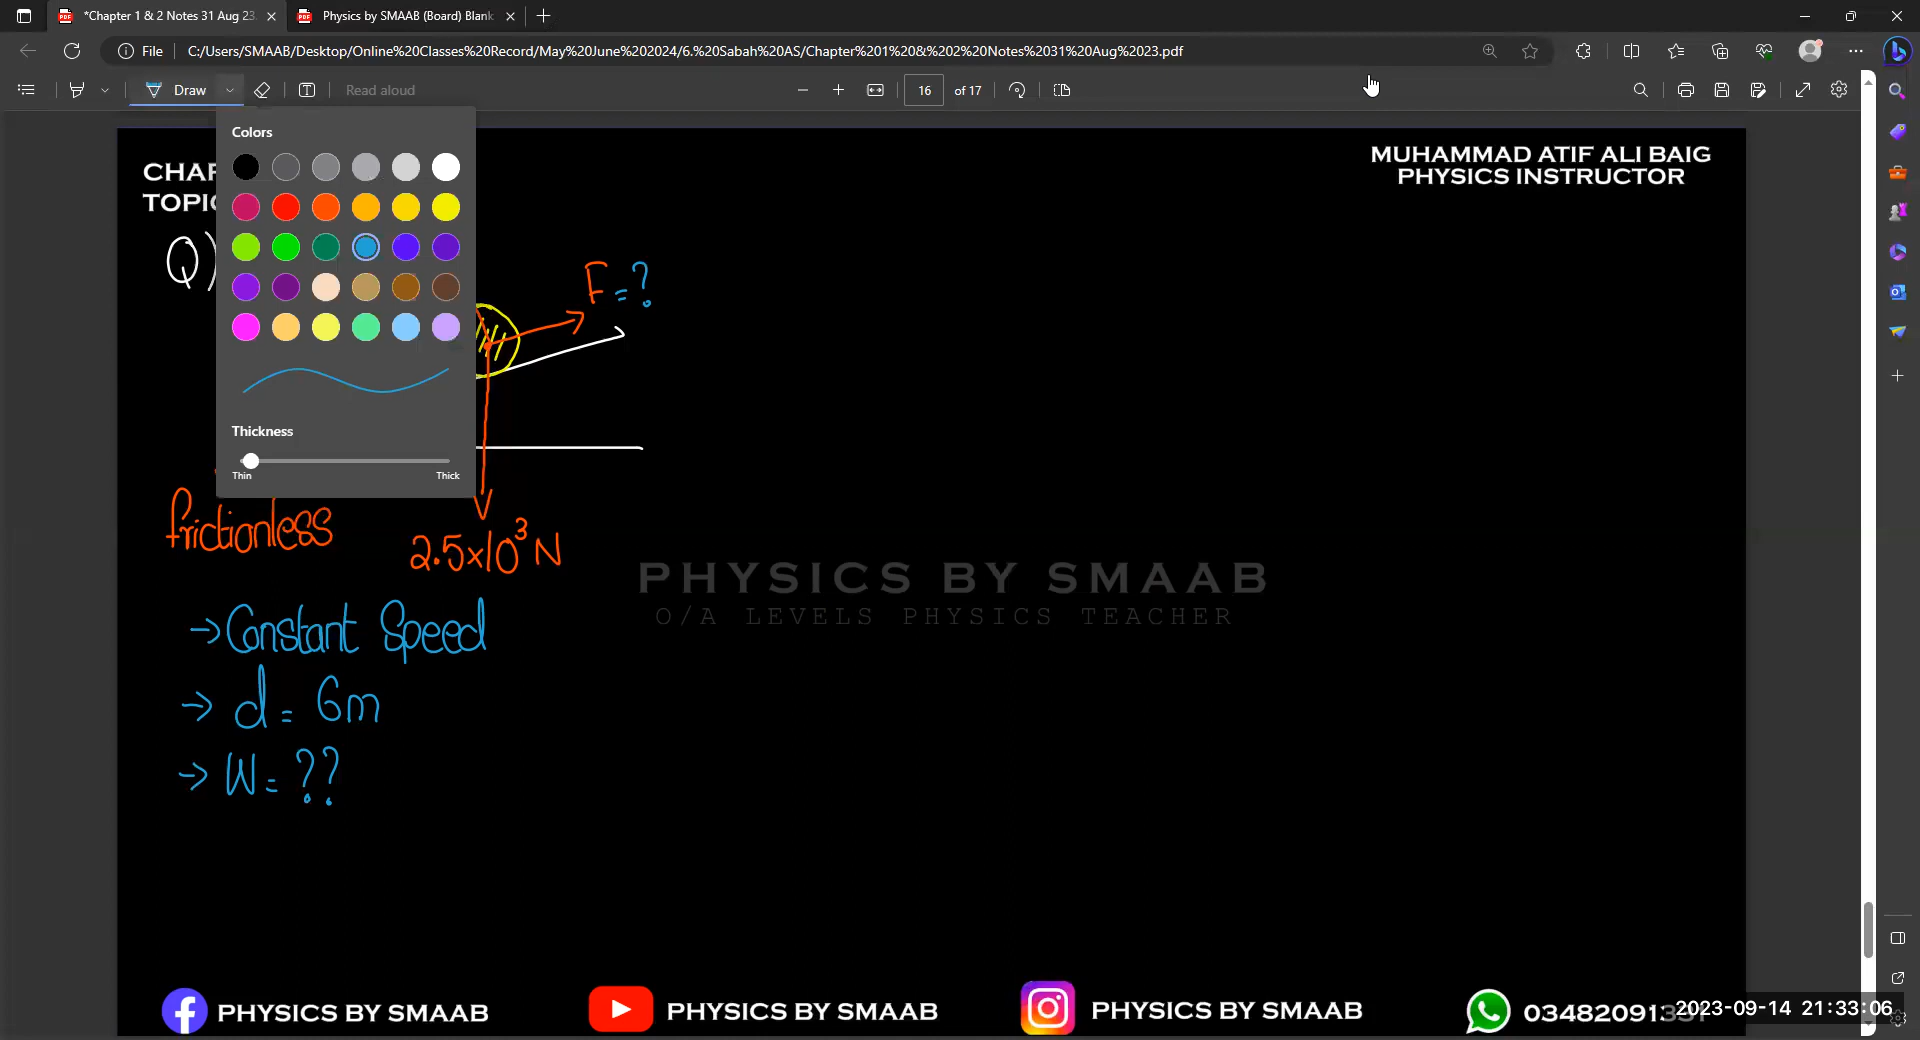 *Chapter 1 & 2 Notes 31 Aug 23.
Physics by SMAAB (Board) Blank
File
C:/Users/SMAAB/Desktop/Online%20Classes%20Record/May%20June%202024/6.%20Sabah%20AS/Chapter%201%20&%202%20Notes%2031%20Aug%2023.pdf
Draw
Read aloud
16 of 17
Colors
Thickness
Thin
Thick
CHAP
TOPIC
MUHAMMAD ATIF ALI BAIG
PHYSICS INSTRUCTOR
Q)
F = ?
frictionless
2.5x10³ N
→ Constant Speed
→ d = 6m
→ W = ??
PHYSICS BY SMAAB
O/A LEVELS PHYSICS TEACHER
PHYSICS BY SMAAB
PHYSICS BY SMAAB
PHYSICS BY SMAAB
03482091
2023-09-14 21:33:06